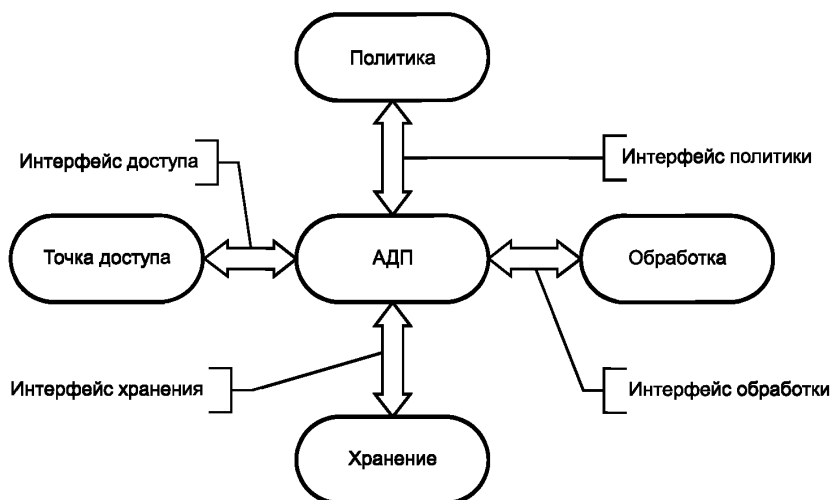 Политика
Интерфейс доступа
Интерфейс политики
Точка доступа
АДП
Обработка
Интерфейс хранения
Интерфейс обработки
Хранение